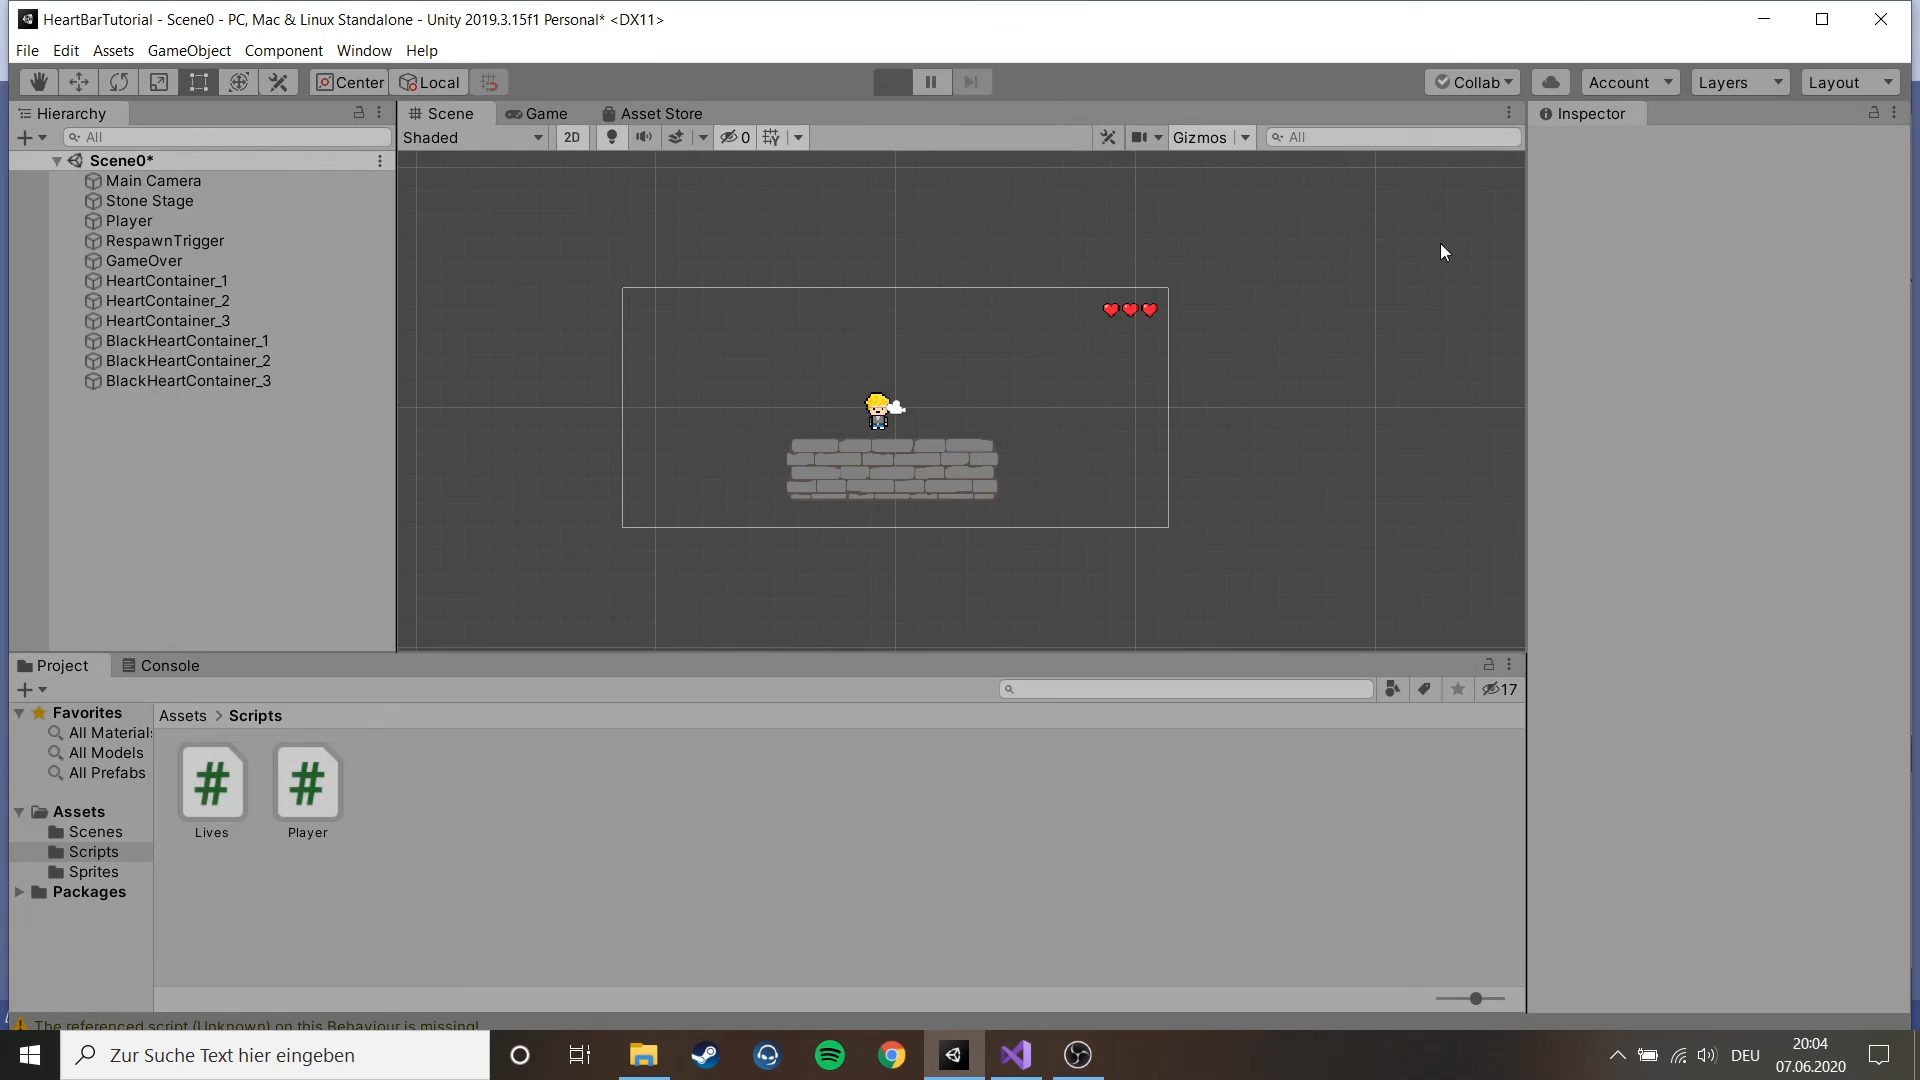 HeartBarTutorial - Scene0 - PC, Mac & Linux Standalone - Unity 2019.3.15f1 Personal* <DX11>
File Edit Assets GameObject Component Window Help
Center Local Collab Account Layers Layout
Hierarchy
All
Scene0*
Main Camera
Stone Stage
Player
RespawnTrigger
GameOver
HeartContainer_1
HeartContainer_2
HeartContainer_3
BlackHeartContainer_1
BlackHeartContainer_2
BlackHeartContainer_3
Scene Game Asset Store
Shaded 2D 0 Gizmos All
Inspector
Project Console
17
Favorites
All Material
All Models
All Prefabs
Assets
Scenes
Scripts
Sprites
Packages
Assets > Scripts
# #
Lives Player
The referenced script (Unknown) on this Behaviour is missing!
Zur Suche Text hier eingeben
DEU
20:04
07.06.2020